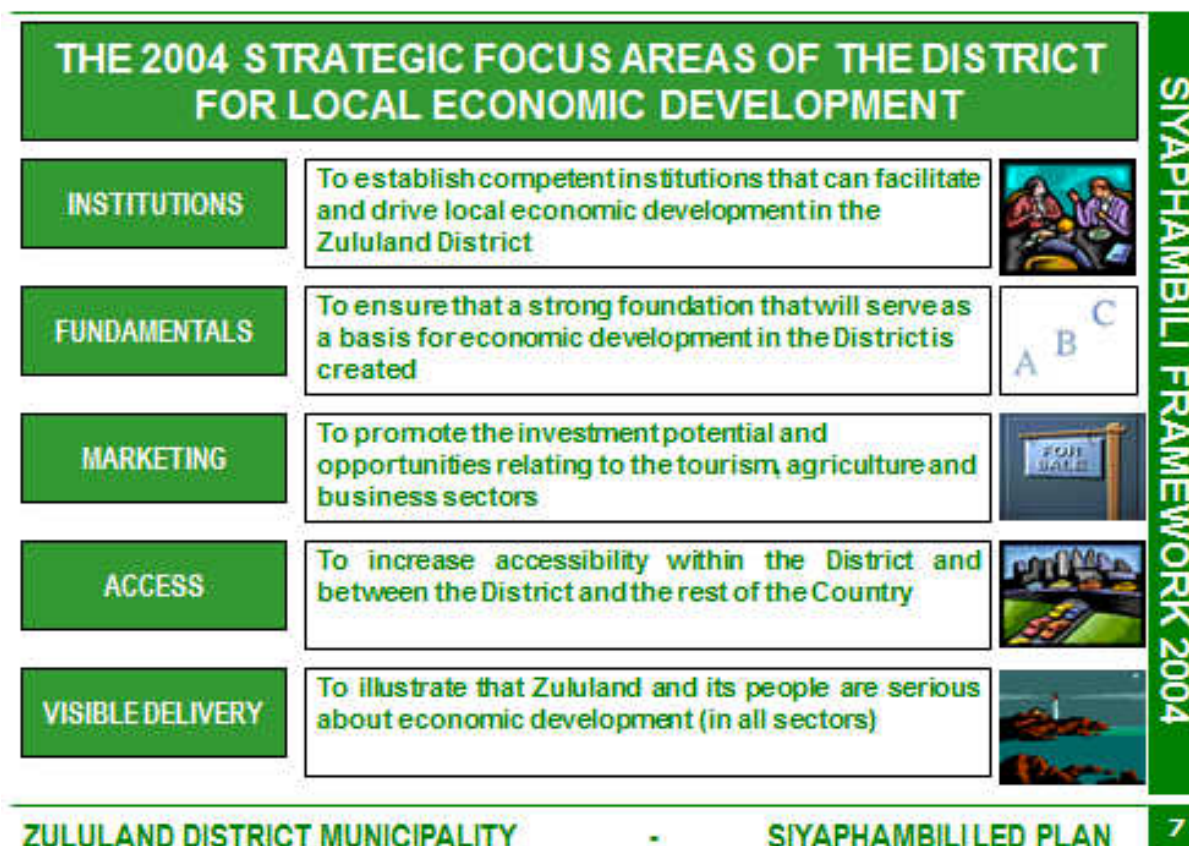 THE 2004 STRATEGIC FOCUS AREAS OF THE DISTRICT
FOR LOCAL ECONOMIC DEVELOPMENT
INSTITUTIONS
To establish competent institutions that can facilitate
and drive local economic development in the
Zululand District
FUNDAMENTALS
To ensure that a strong foundation that will serve as
a basis for economic development in the District is
created
A B C
MARKETING
To promote the investment potential and
opportunities relating to the tourism, agriculture and
business sectors
FOR
SALE
ACCESS
To increase accessibility within the District and
between the District and the rest of the Country
VISIBLE DELIVERY
To illustrate that Zululand and its people are serious
about economic development (in all sectors)
SIYAPHAMBILI FRAMEWORK 2004
ZULULAND DISTRICT MUNICIPALITY - SIYAPHAMBILI LED PLAN 7